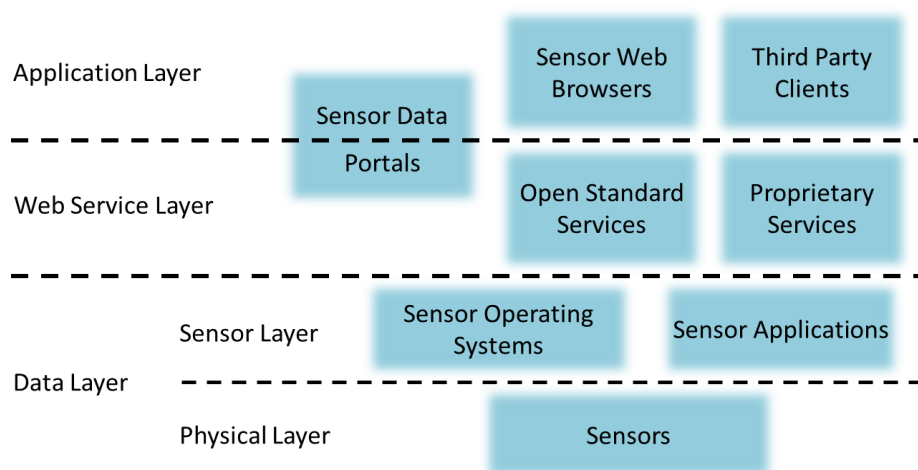 Application Layer
Sensor Data
Portals
Sensor Web
Browsers
Third Party
Clients
Web Service Layer
Open Standard
Services
Proprietary
Services
Data Layer
Sensor Layer
Sensor Operating
Systems
Sensor Applications
Physical Layer
Sensors